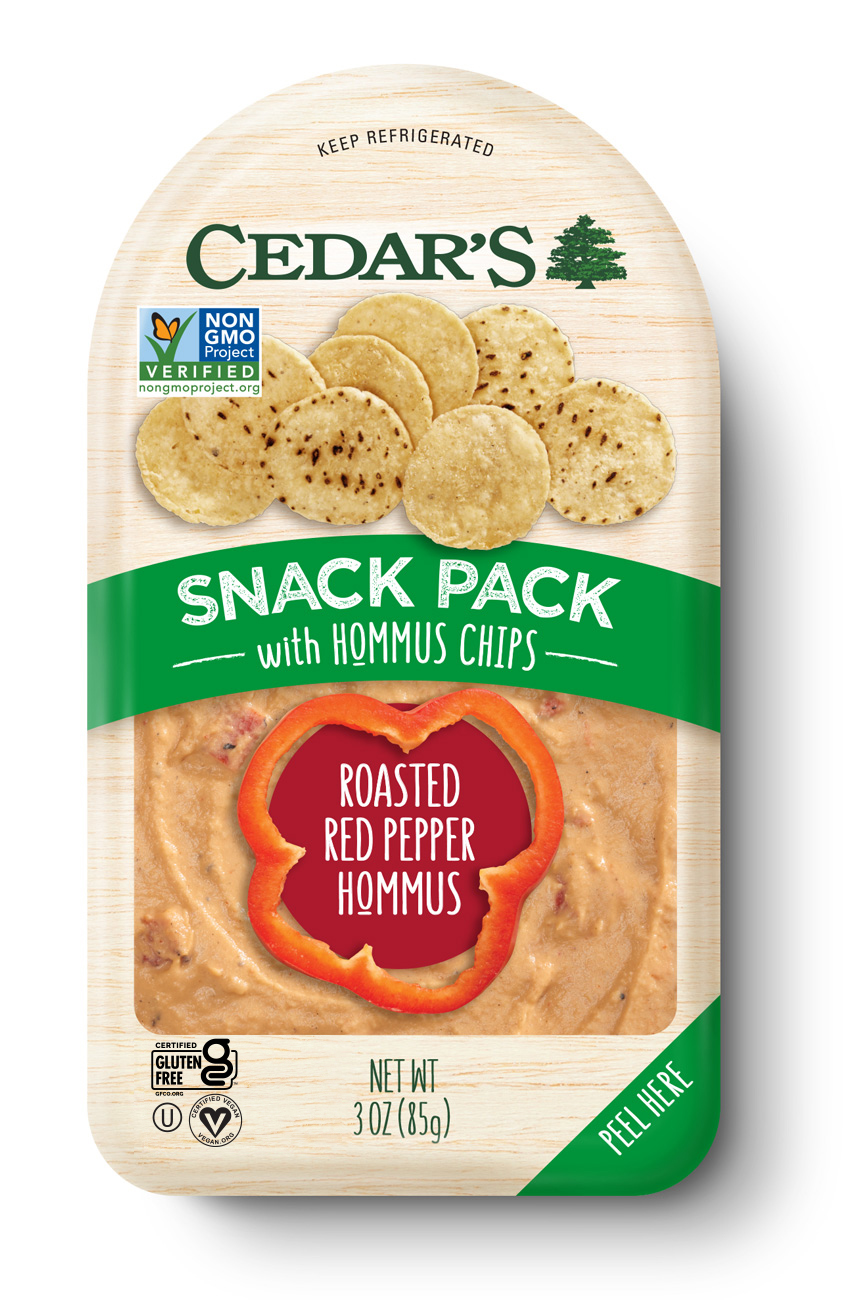 KEEP REFRIGERATED
CEDAR'S
NON
GMO
Project
VERIFIED
nongmoproject.org
SNACK PACK
with HOMMUS CHIPS
ROASTED
RED PEPPER
HOMMUS
CERTIFIED
GLUTEN
FREE
GFCO.ORG
U
CERTIFIED VEGAN
V
VEGAN.ORG
NET WT
3 OZ (85g)
PEEL HERE